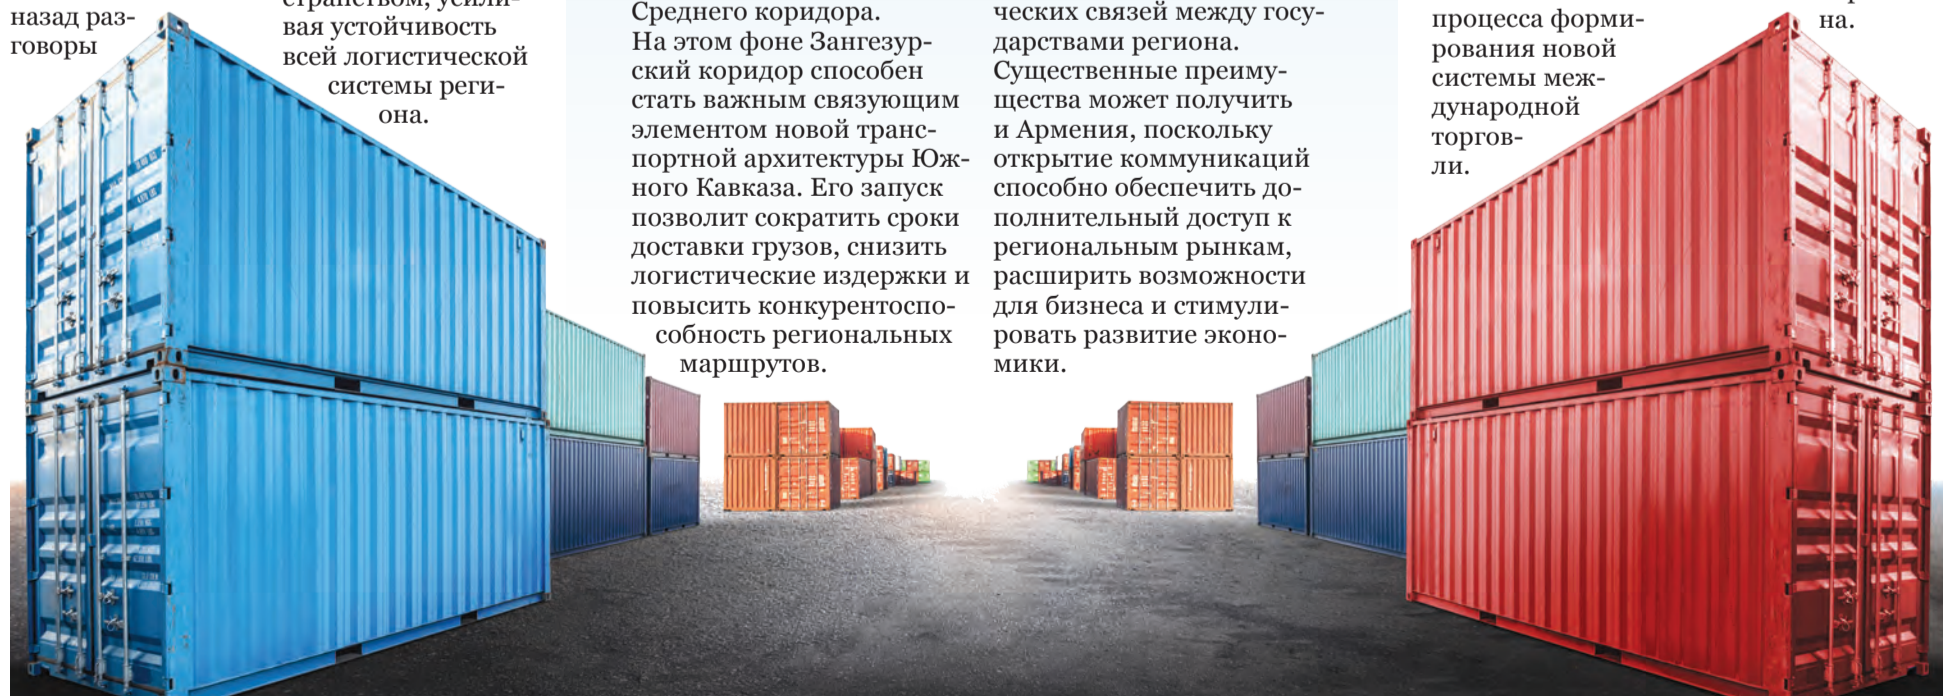 назад раз-
говоры
странством, усили-
вая устойчивость
всей логистической
системы реги-
она.
Среднего коридора.
На этом фоне Зангезур-
ский коридор способен
стать важным связующим
элементом новой транс-
портной архитектуры Юж-
ного Кавказа. Его запуск
позволит сократить сроки
доставки грузов, снизить
логистические издержки и
повысить конкурентоспо-
собность региональных
маршрутов.
ческих связей между госу-
дарствами региона.
Существенные преиму-
щества может получить
и Армения, поскольку
открытие коммуникаций
способно обеспечить до-
полнительный доступ к
региональным рынкам,
расширить возможности
для бизнеса и стимули-
ровать развитие эконо-
мики.
процесса форми-
рования новой
системы меж-
дународной
торгов-
ли.
на.